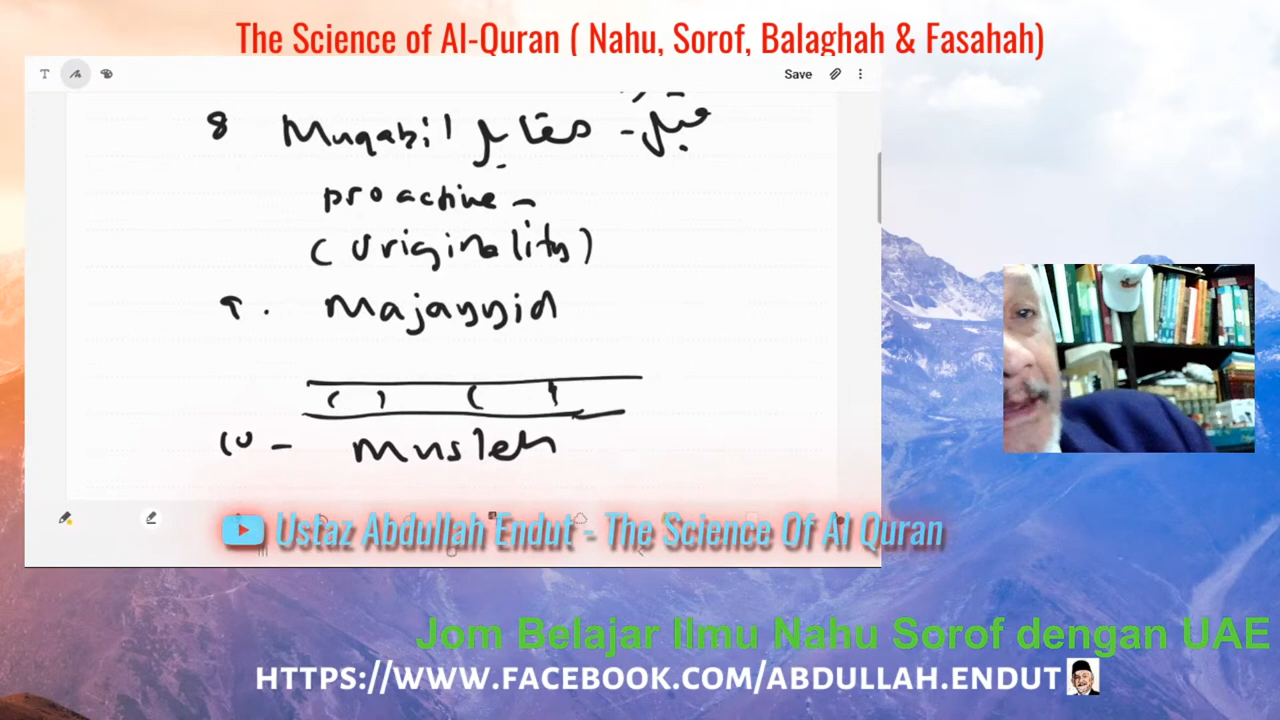 The Science of Al-Quran ( Nahu, Sorof, Balaghah & Fasahah)
T
Save
8 Muqabil مقابل - قبل
proactive -
(Originality)
9. Majayyid
10 - Musleh
Ustaz Abdullah Endut - The Science Of Al Quran
Jom Belajar Ilmu Nahu Sorof dengan UAE
HTTPS://WWW.FACEBOOK.COM/ABDULLAH.ENDUT